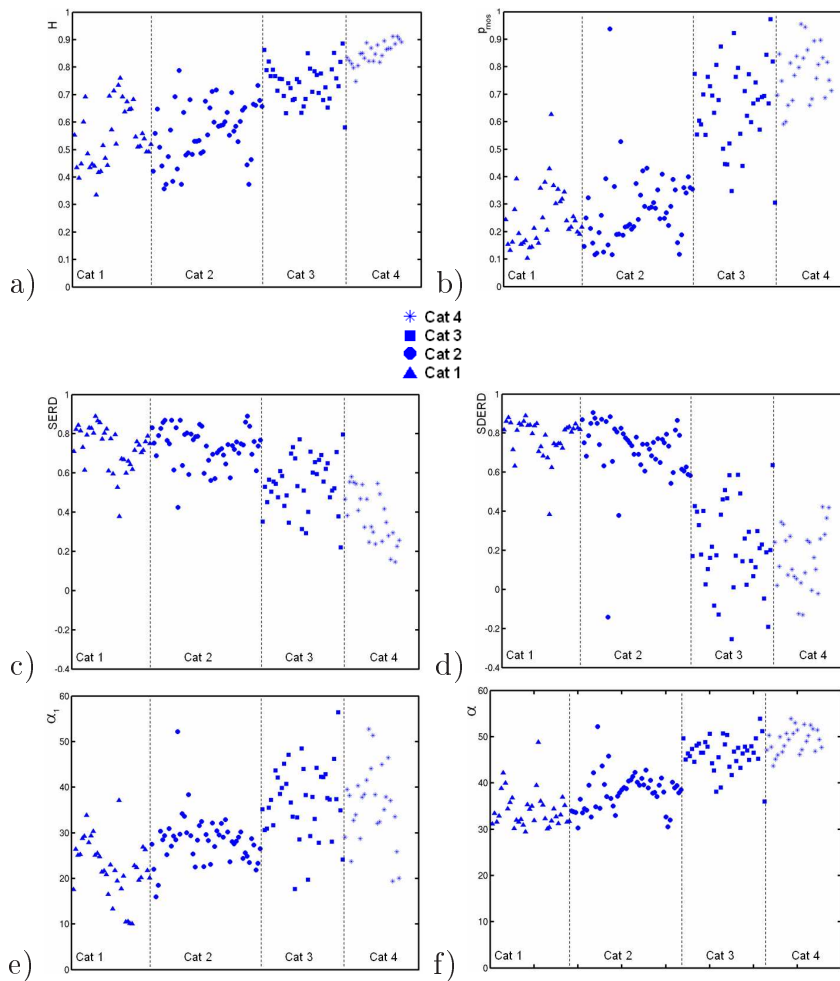 H
1
0.9
0.8
0.7
0.6
0.5
0.4
0.3
0.2
0.1
0
Cat 1 Cat 2 Cat 3 Cat 4
a)
p_mos
1
0.9
0.8
0.7
0.6
0.5
0.4
0.3
0.2
0.1
0
Cat 1 Cat 2 Cat 3 Cat 4
b)
Cat 4
Cat 3
Cat 2
Cat 1
SERD
1
0.8
0.6
0.4
0.2
0
-0.2
-0.4
Cat 1 Cat 2 Cat 3 Cat 4
c)
SDERD
1
0.8
0.6
0.4
0.2
0
-0.2
-0.4
Cat 1 Cat 2 Cat 3 Cat 4
d)
α₁
60
50
40
30
20
10
0
Cat 1 Cat 2 Cat 3 Cat 4
e)
α
60
50
40
30
20
10
0
Cat 1 Cat 2 Cat 3 Cat 4
f)